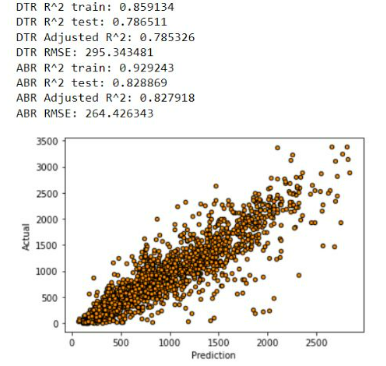 DTR R^2 train: 0.859134
DTR R^2 test: 0.786511
DTR Adjusted R^2: 0.785326
DTR RMSE: 295.343481
ABR R^2 train: 0.929243
ABR R^2 test: 0.828869
ABR Adjusted R^2: 0.827918
ABR RMSE: 264.426343
3500
3000
2500
2000
1500
1000
500
0
Actual
0 500 1000 1500 2000 2500
Prediction